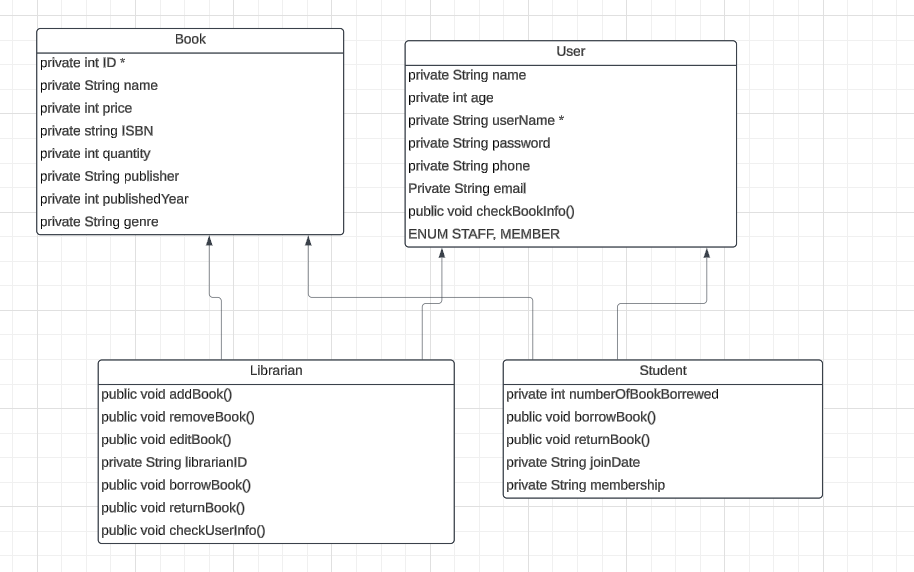 Book
private int ID *
private String name
private int price
private string ISBN
private int quantity
private String publisher
private int publishedYear
private String genre
User
private String name
private int age
private String userName *
private String password
private String phone
Private String email
public void checkBookInfo()
ENUM STAFF, MEMBER
Librarian
public void addBook()
public void removeBook()
public void editBook()
private String librarianID
public void borrowBook()
public void returnBook()
public void checkUserInfo()
Student
private int numberOfBookBorrewed
public void borrowBook()
public void returnBook()
private String joinDate
private String membership